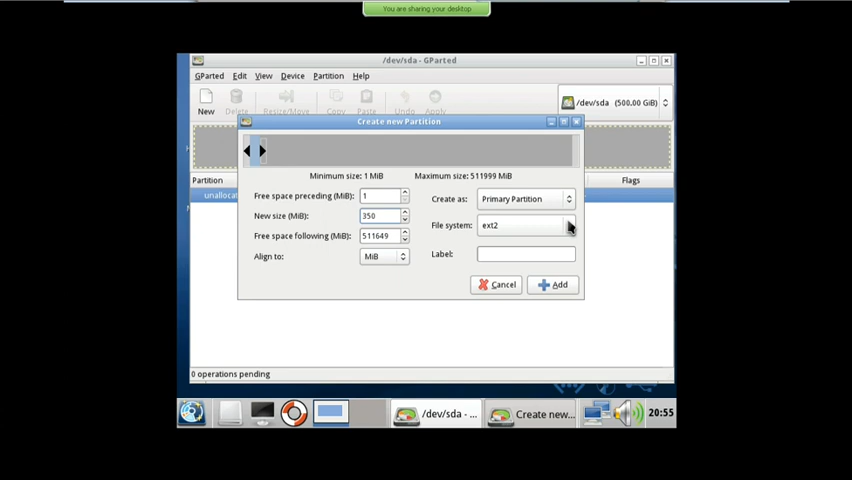 You are sharing your desktop
/dev/sda - GParted
GParted Edit View Device Partition Help
New Delete Resize/Move Copy Paste Undo Apply
/dev/sda (500.00 GiB)
Create new Partition
Minimum size: 1 MiB Maximum size: 511999 MiB
Partition
Flags
unallocat
Free space preceding (MiB): 1
Create as: Primary Partition
New size (MiB): 350
File system: ext2
Free space following (MiB): 511649
Label:
Align to: MiB
Cancel Add
0 operations pending
/dev/sda - ...
Create new...
20:55